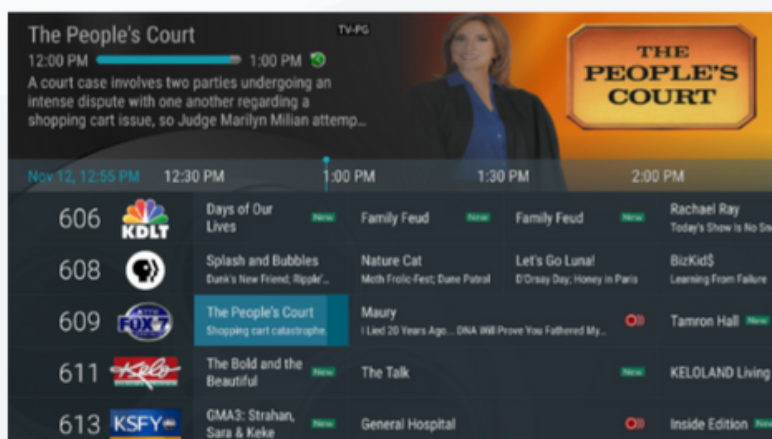 The People's Court
TV-PG
12:00 PM 1:00 PM
A court case involves two parties undergoing an
intense dispute with one another regarding a
shopping cart issue, so Judge Marilyn Milian attemp...
THE
PEOPLE'S
COURT
Nov 12, 12:55 PM 12:30 PM 1:00 PM 1:30 PM 2:00 PM
606 KDLT Days of Our Lives New Family Feud New Family Feud New Rachael Ray
Today's Show Is No Sne
608 Splash and Bubbles Nature Cat Let's Go Luna! BizKid$
Dunk's New Friend; Ripple'... Moth Frolic-Fest; Dune Patrol D'Orsay Day; Honey in Paris Learning From Failure
609 FOX 7 The People's Court Maury Tamron Hall New
Shopping cart catastrophe. I Lied 20 Years Ago... DNA Will Prove You Fathered My...
611 Kelo The Bold and the Beautiful New The Talk New KELOLAND Living
613 KSFY GMA3: Strahan, Sara & Keke New General Hospital Inside Edition New